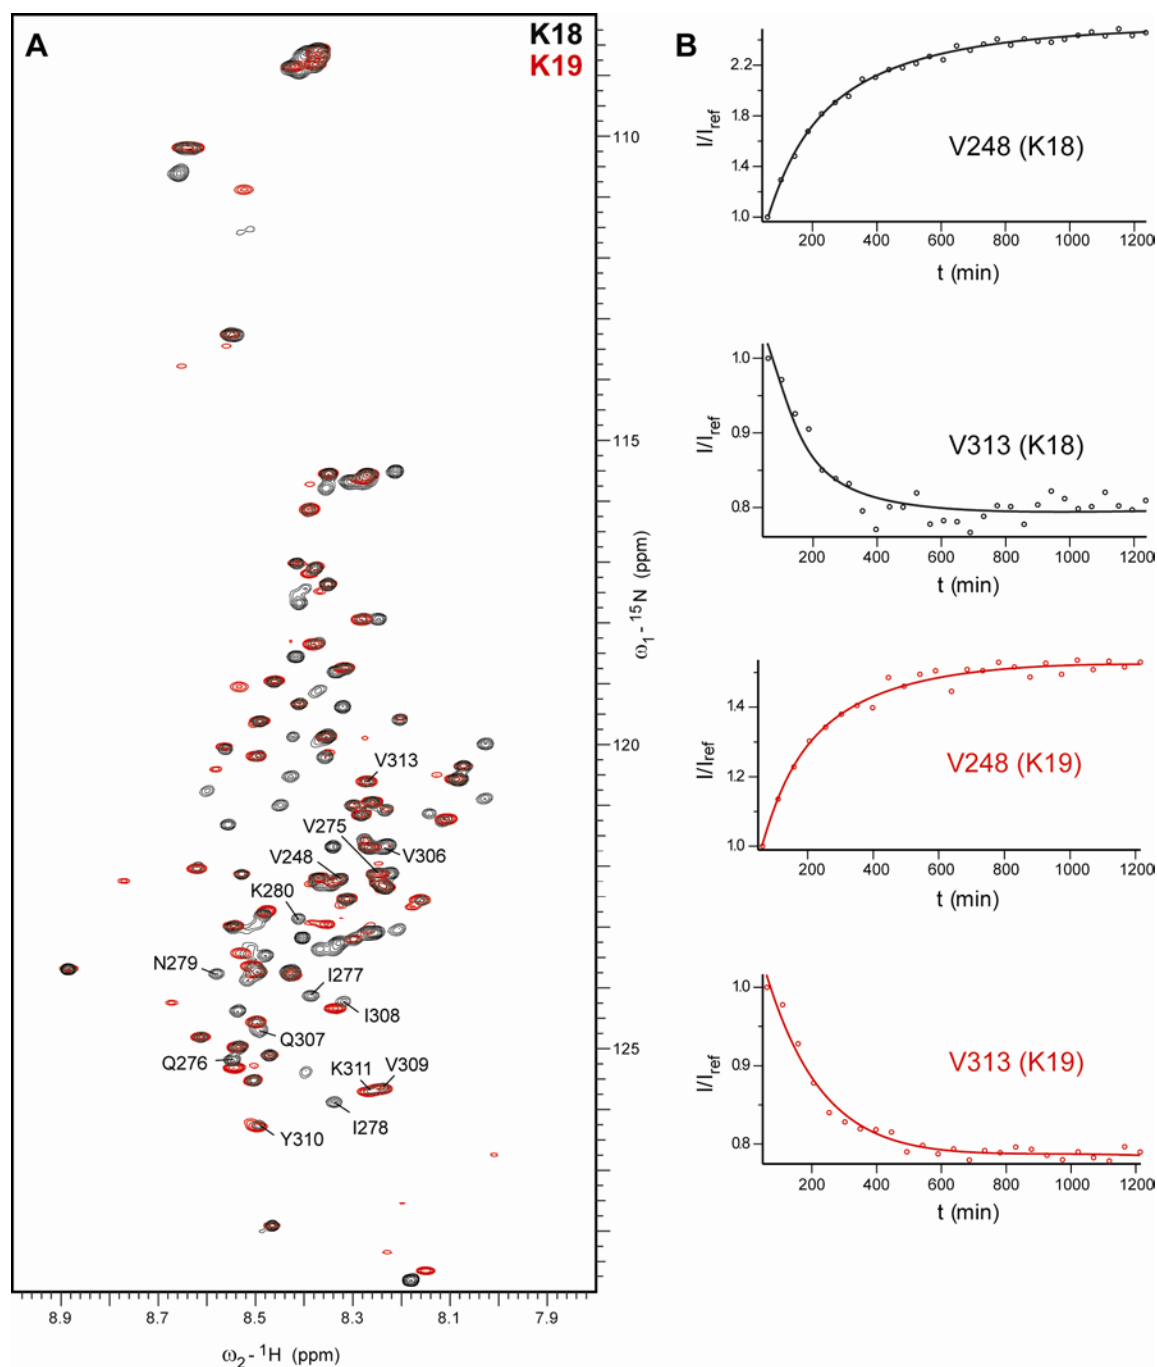 A
K18
K19
110
115
120
125
ω1 - 15N (ppm)
V313
V275
V248
V306
K280
N279
I277
I308
Q307
Q276
K311
V309
I278
Y310
8.9
8.7
8.5
8.3
8.1
7.9
ω2 - 1H (ppm)
B
I/Iref
2.2
1.8
1.4
1.0
V248 (K18)
200 400 600 800 1000 1200
t (min)
I/Iref
1.0
0.9
0.8
V313 (K18)
200 400 600 800 1000 1200
t (min)
I/Iref
1.4
1.2
1.0
V248 (K19)
200 400 600 800 1000 1200
t (min)
I/Iref
1.0
0.9
0.8
V313 (K19)
200 400 600 800 1000 1200
t (min)